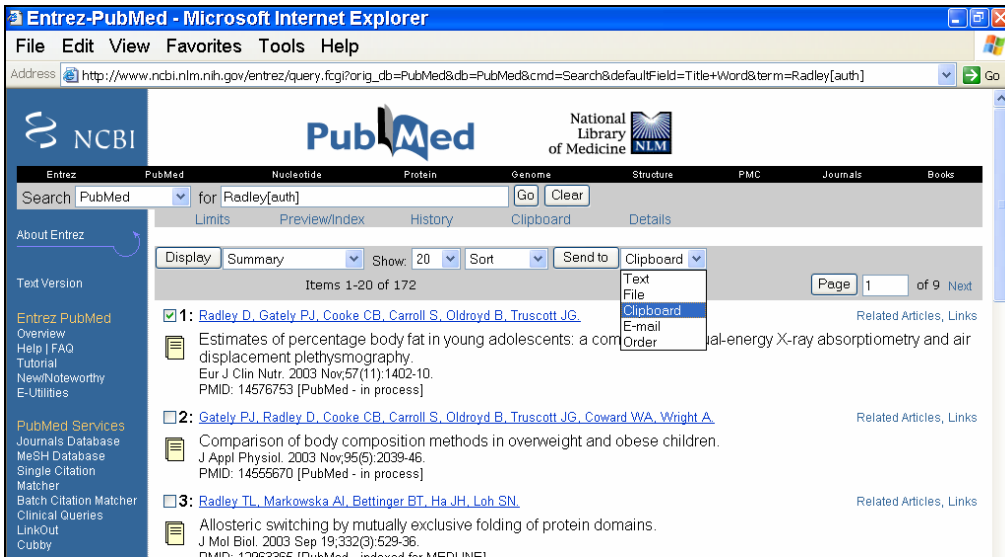 Entrez-PubMed - Microsoft Internet Explorer
File Edit View Favorites Tools Help
Address http://www.ncbi.nlm.nih.gov/entrez/query.fcgi?orig_db=PubMed&db=PubMed&cmd=Search&defaultField=Title+Word&term=Radley[auth] Go
NCBI
PubMed
National
Library
of Medicine NLM
Entrez PubMed Nucleotide Protein Genome Structure PMC Journals Books
Search PubMed for Radley[auth] Go Clear
Limits Preview/Index History Clipboard Details
About Entrez
Display Summary Show: 20 Sort Send to Clipboard
Text
File
Clipboard
E-mail
Order
Text Version
Items 1-20 of 172
Page 1 of 9 Next
Entrez PubMed
Overview
Help | FAQ
Tutorial
New/Noteworthy
E-Utilities
PubMed Services
Journals Database
MeSH Database
Single Citation
Matcher
Batch Citation Matcher
Clinical Queries
LinkOut
Cubby
1: Radley D, Gately PJ, Cooke CB, Carroll S, Oldroyd B, Truscott JG. Related Articles, Links
Estimates of percentage body fat in young adolescents: a com al-energy X-ray absorptiometry and air
displacement plethysmography.
Eur J Clin Nutr. 2003 Nov;57(11):1402-10.
PMID: 14576753 [PubMed - in process]
2: Gately PJ, Radley D, Cooke CB, Carroll S, Oldroyd B, Truscott JG, Coward WA, Wright A. Related Articles, Links
Comparison of body composition methods in overweight and obese children.
J Appl Physiol. 2003 Nov;95(5):2039-46.
PMID: 14555670 [PubMed - in process]
3: Radley TL, Markowska AI, Bettinger BT, Ha JH, Loh SN. Related Articles, Links
Allosteric switching by mutually exclusive folding of protein domains.
J Mol Biol. 2003 Sep 19;332(3):529-36.
PMID: 12963365 [PubMed - indexed for MEDLINE]